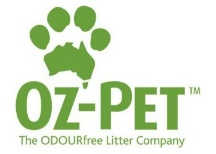 OZ-PET™
The ODOURfree Litter Company